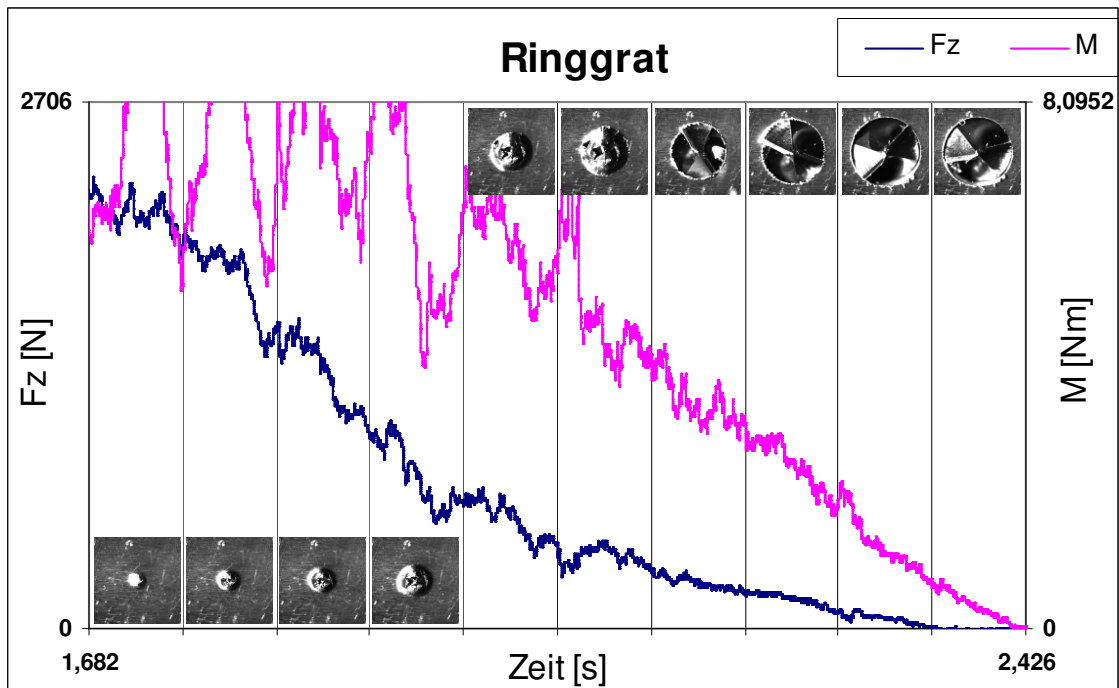 Ringgrat
Fz
M
2706
8,0952
Fz [N]
M [Nm]
0
0
1,682
Zeit [s]
2,426